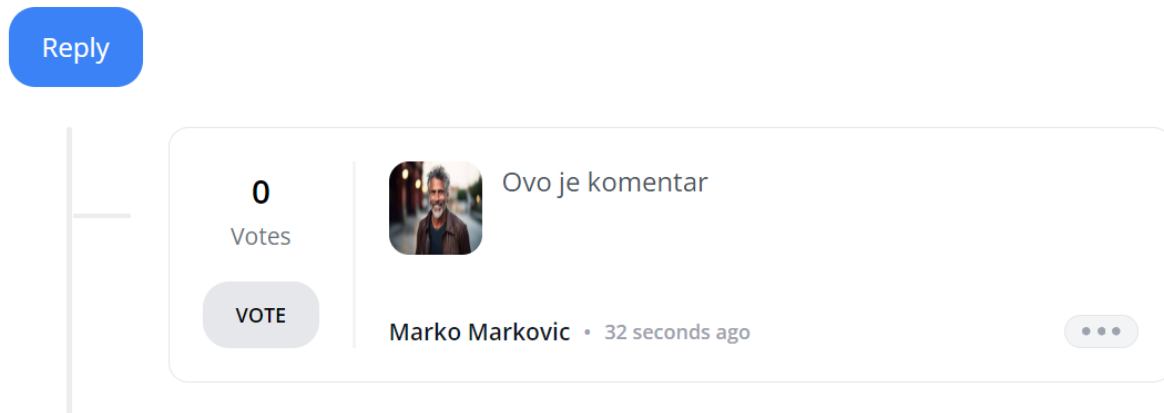 Reply
0
Votes
VOTE
Ovo je komentar
Marko Markovic • 32 seconds ago